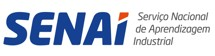 SENAI
Serviço Nacional
de Aprendizagem
Industrial